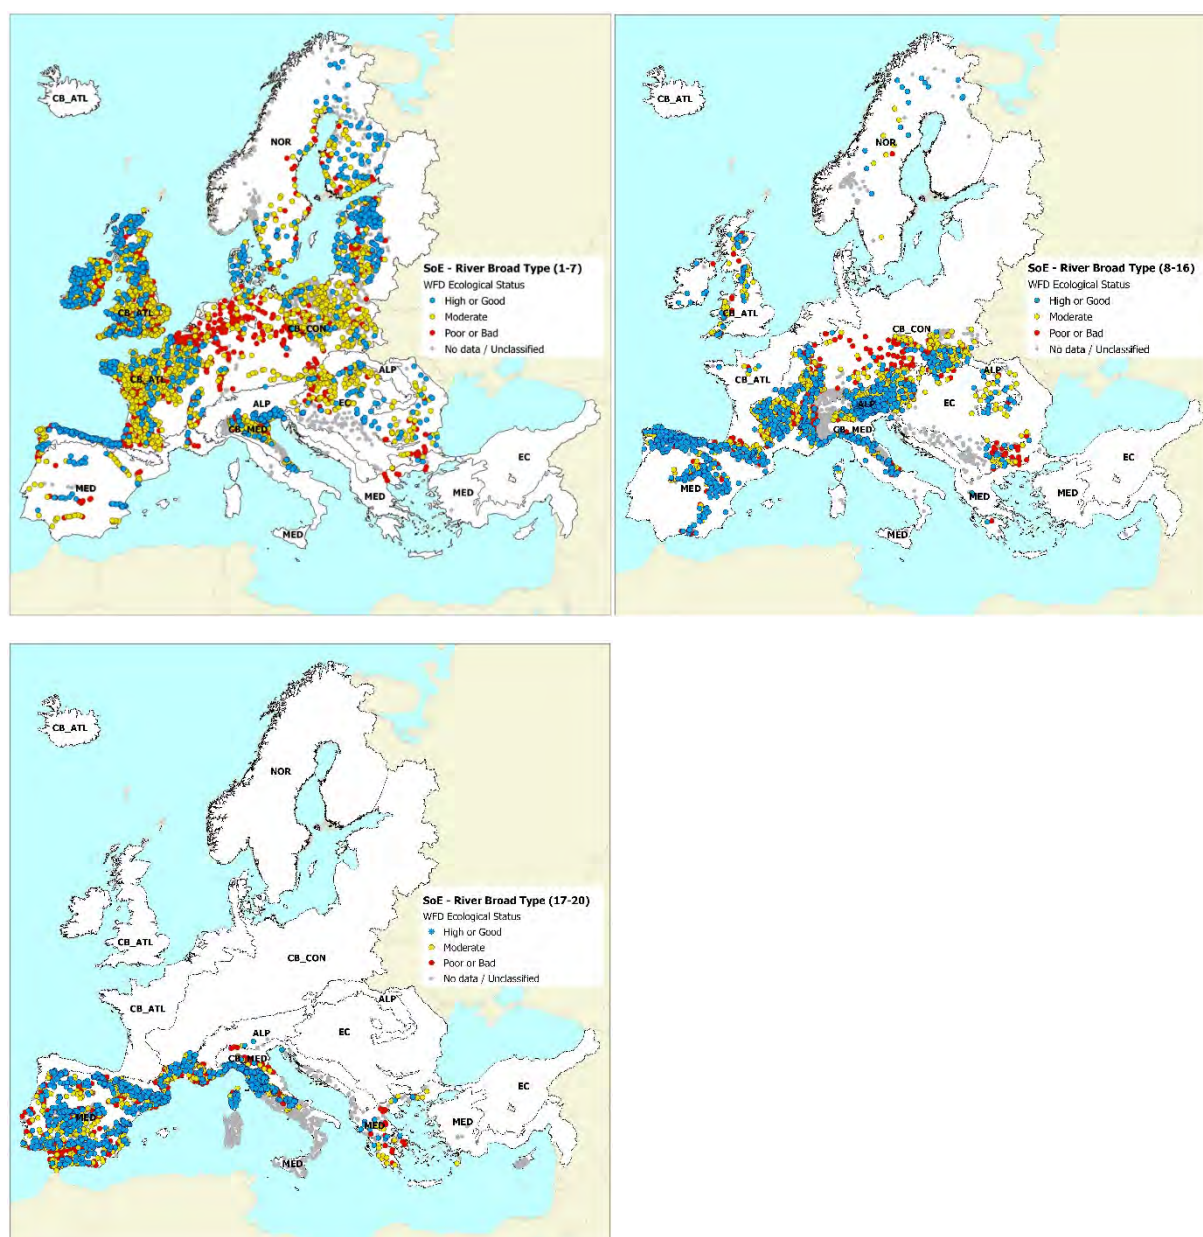 CB_ATL
NOR
SoE - River Broad Type (1-7)
WFD Ecological Status
High or Good
Moderate
Poor or Bad
No data / Unclassified
CB_ATL
CB_CON
CB_ATL
ALP
ALP
EC
CB_MED
EC
MED
MED
MED
MED
CB_ATL
NOR
SoE - River Broad Type (8-16)
WFD Ecological Status
High or Good
Moderate
Poor or Bad
No data / Unclassified
CB_ATL
CB_CON
CB_ATL
ALP
ALP
EC
CB_MED
EC
MED
MED
MED
MED
CB_ATL
NOR
SoE - River Broad Type (17-20)
WFD Ecological Status
High or Good
Moderate
Poor or Bad
No data / Unclassified
CB_ATL
CB_CON
CB_ATL
ALP
ALP
EC
CB_MED
EC
MED
MED
MED
MED